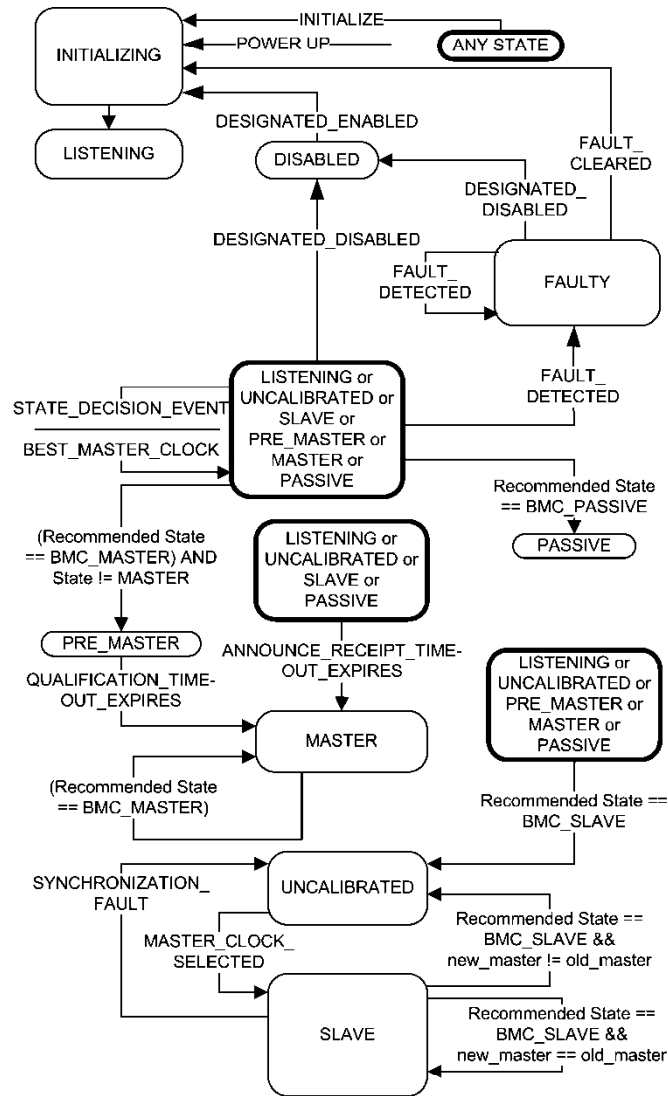 INITIALIZE
ANY STATE
POWER UP
INITIALIZING
LISTENING
DESIGNATED_ENABLED
DISABLED
FAULT_
CLEARED
DESIGNATED_
DISABLED
DESIGNATED_DISABLED
FAULT_
DETECTED
FAULTY
LISTENING or
UNCALIBRATED or
SLAVE or
PRE_MASTER or
MASTER or
PASSIVE
FAULT_
DETECTED
STATE_DECISION_EVENT
BEST_MASTER_CLOCK
Recommended State
== BMC_PASSIVE
PASSIVE
(Recommended State
== BMC_MASTER) AND
State != MASTER
LISTENING or
UNCALIBRATED or
SLAVE or
PASSIVE
PRE_MASTER
ANNOUNCE_RECEIPT_TIME-
OUT_EXPIRES
QUALIFICATION_TIME-
OUT_EXPIRES
LISTENING or
UNCALIBRATED or
PRE_MASTER or
MASTER or
PASSIVE
MASTER
(Recommended State
== BMC_MASTER)
Recommended State ==
BMC_SLAVE
SYNCHRONIZATION_
FAULT
UNCALIBRATED
MASTER_CLOCK_
SELECTED
Recommended State ==
BMC_SLAVE &&
new_master != old_master
SLAVE
Recommended State ==
BMC_SLAVE &&
new_master == old_master